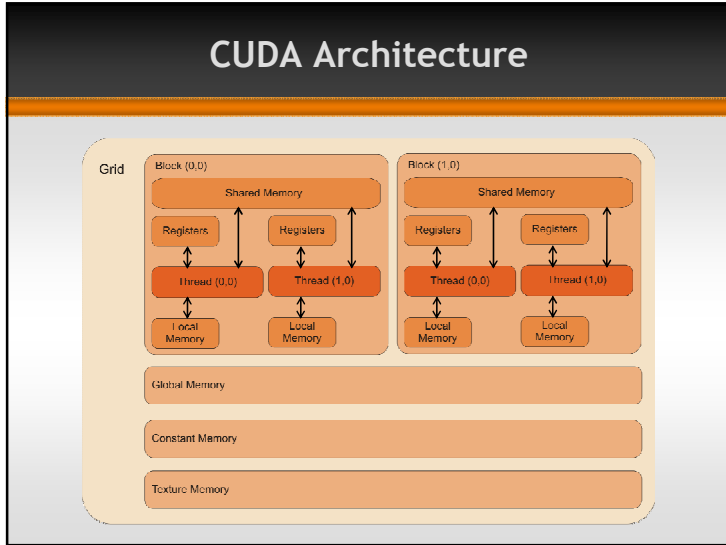 CUDA Architecture
Grid
Block (0,0)
Shared Memory
Registers
Registers
Thread (0,0)
Thread (1,0)
Local
Memory
Local
Memory
Block (1,0)
Shared Memory
Registers
Registers
Thread (0,0)
Thread (1,0)
Local
Memory
Local
Memory
Global Memory
Constant Memory
Texture Memory